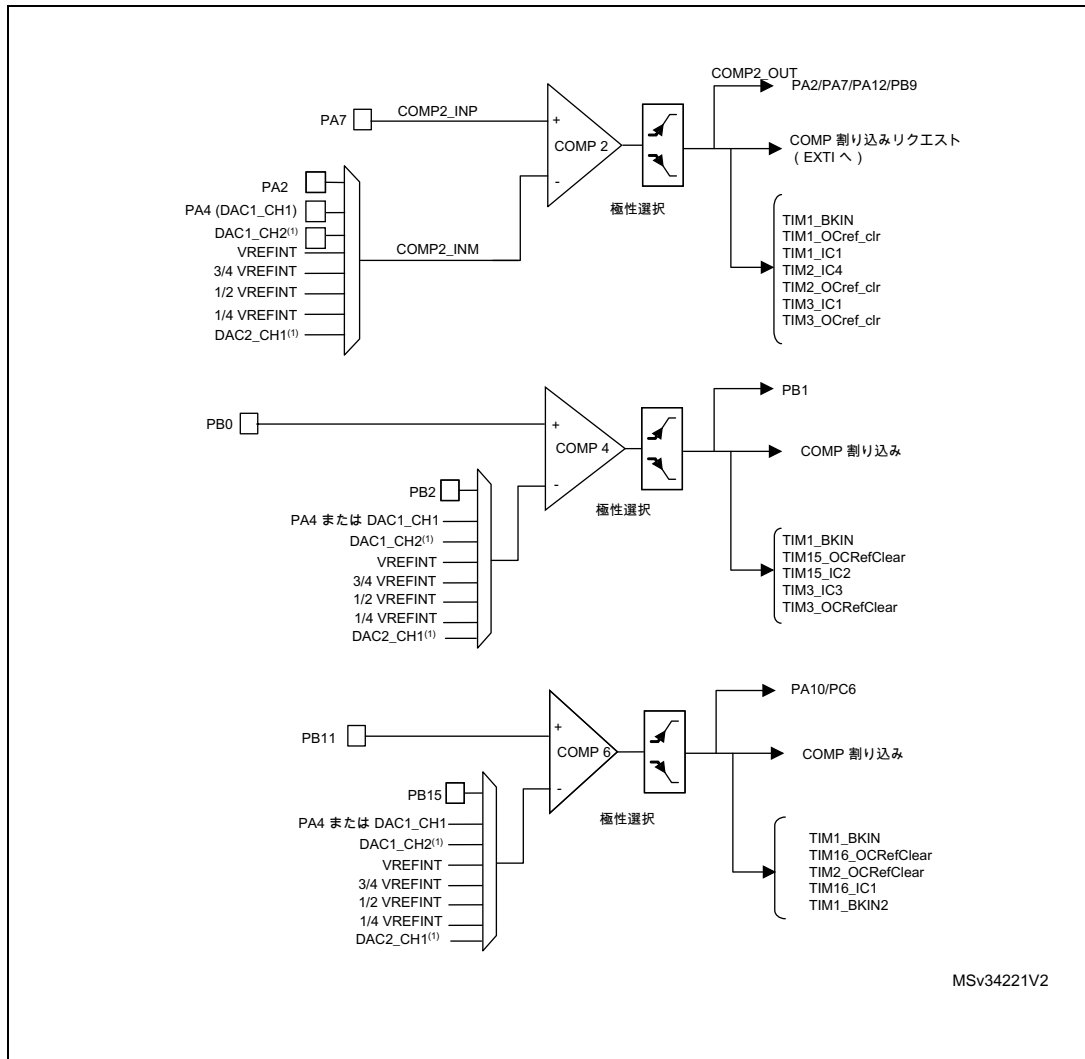 COMP2_OUT
PA2/PA7/PA12/PB9
PA7
COMP2_INP
+
COMP 2
-
COMP 割り込みリクエスト
( EXTI へ )
極性選択
PA2
PA4 (DAC1_CH1)
DAC1_CH2(1)
VREFINT
3/4 VREFINT
1/2 VREFINT
1/4 VREFINT
DAC2_CH1(1)
COMP2_INM
TIM1_BKIN
TIM1_OCref_clr
TIM1_IC1
TIM2_IC4
TIM2_OCref_clr
TIM3_IC1
TIM3_OCref_clr
PB1
PB0
+
COMP 4
-
COMP 割り込み
極性選択
PB2
PA4 または DAC1_CH1
DAC1_CH2(1)
VREFINT
3/4 VREFINT
1/2 VREFINT
1/4 VREFINT
DAC2_CH1(1)
TIM1_BKIN
TIM15_OCRefClear
TIM15_IC2
TIM3_IC3
TIM3_OCRefClear
PA10/PC6
PB11
+
COMP 6
-
COMP 割り込み
極性選択
PB15
PA4 または DAC1_CH1
DAC1_CH2(1)
VREFINT
3/4 VREFINT
1/2 VREFINT
1/4 VREFINT
DAC2_CH1(1)
TIM1_BKIN
TIM16_OCRefClear
TIM2_OCRefClear
TIM16_IC1
TIM1_BKIN2
MSv34221V2